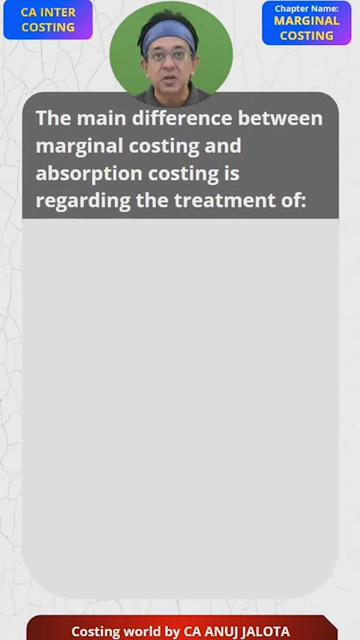 CA INTER
COSTING
Chapter Name:
MARGINAL
COSTING
The main difference between
marginal costing and
absorption costing is
regarding the treatment of:
Costing world by CA ANUJ JALOTA